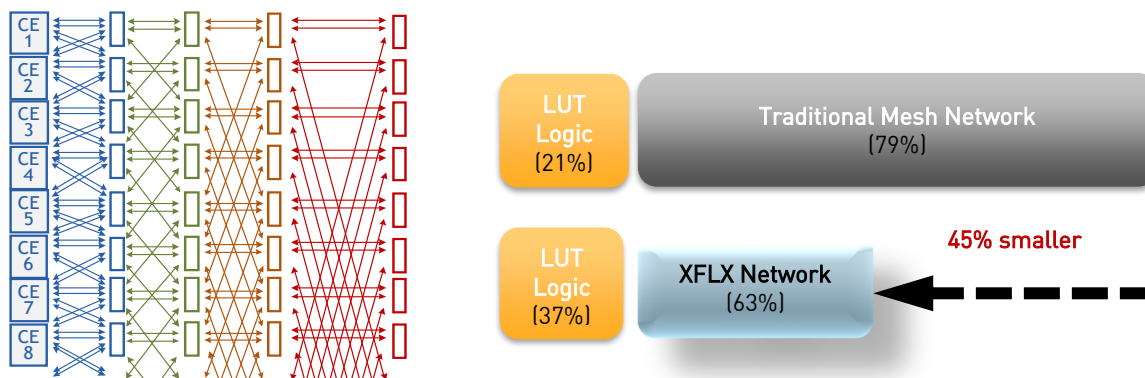 CE
1
CE
2
CE
3
CE
4
CE
5
CE
6
CE
7
CE
8
LUT
Logic
(21%)
Traditional Mesh Network
(79%)
45% smaller
LUT
Logic
(37%)
XFLX Network
(63%)